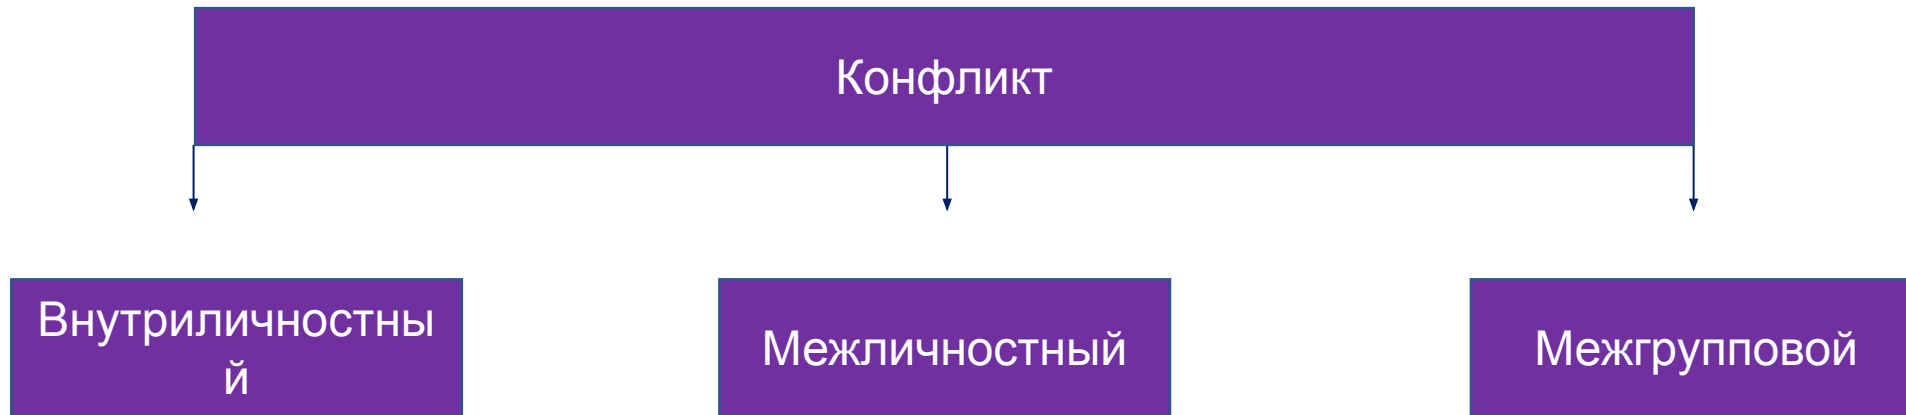 Конфликт
Внутриличностны
й
Межличностный
Межгрупповой